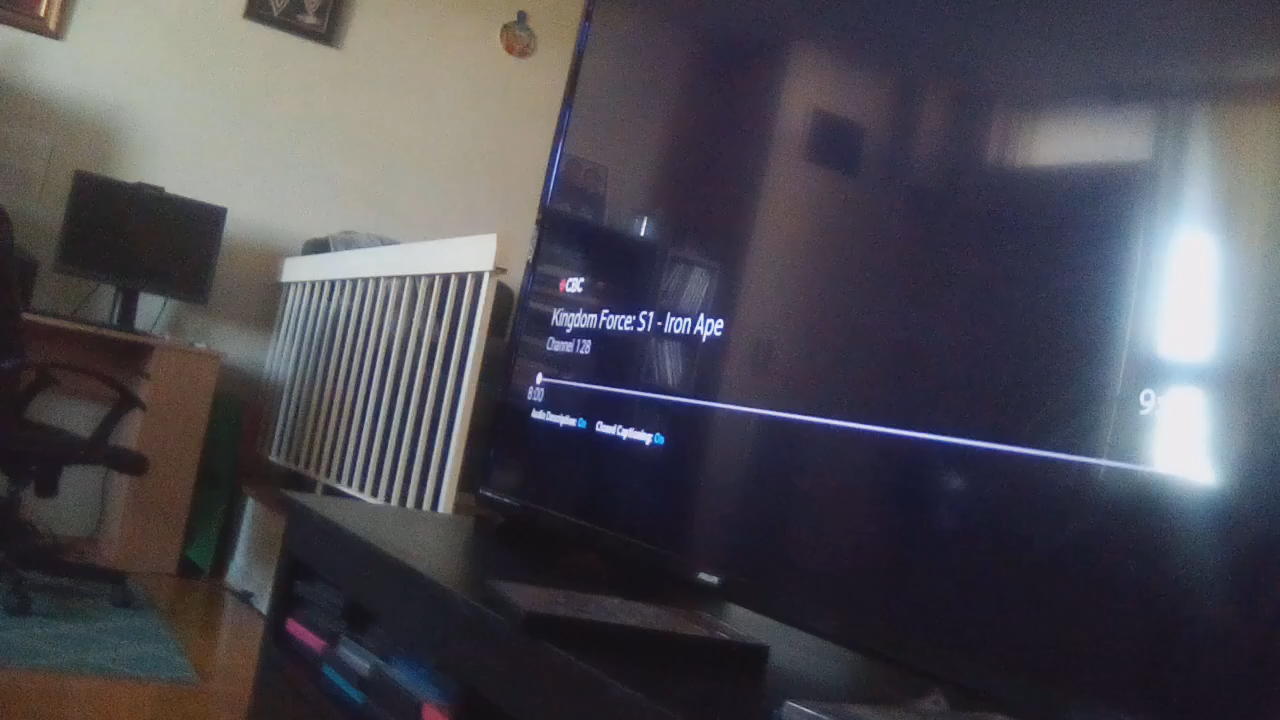 CBC
Kingdom Force: S1 - Iron Ape
Channel 128
8:00
Audio Description: On Closed Captioning: On